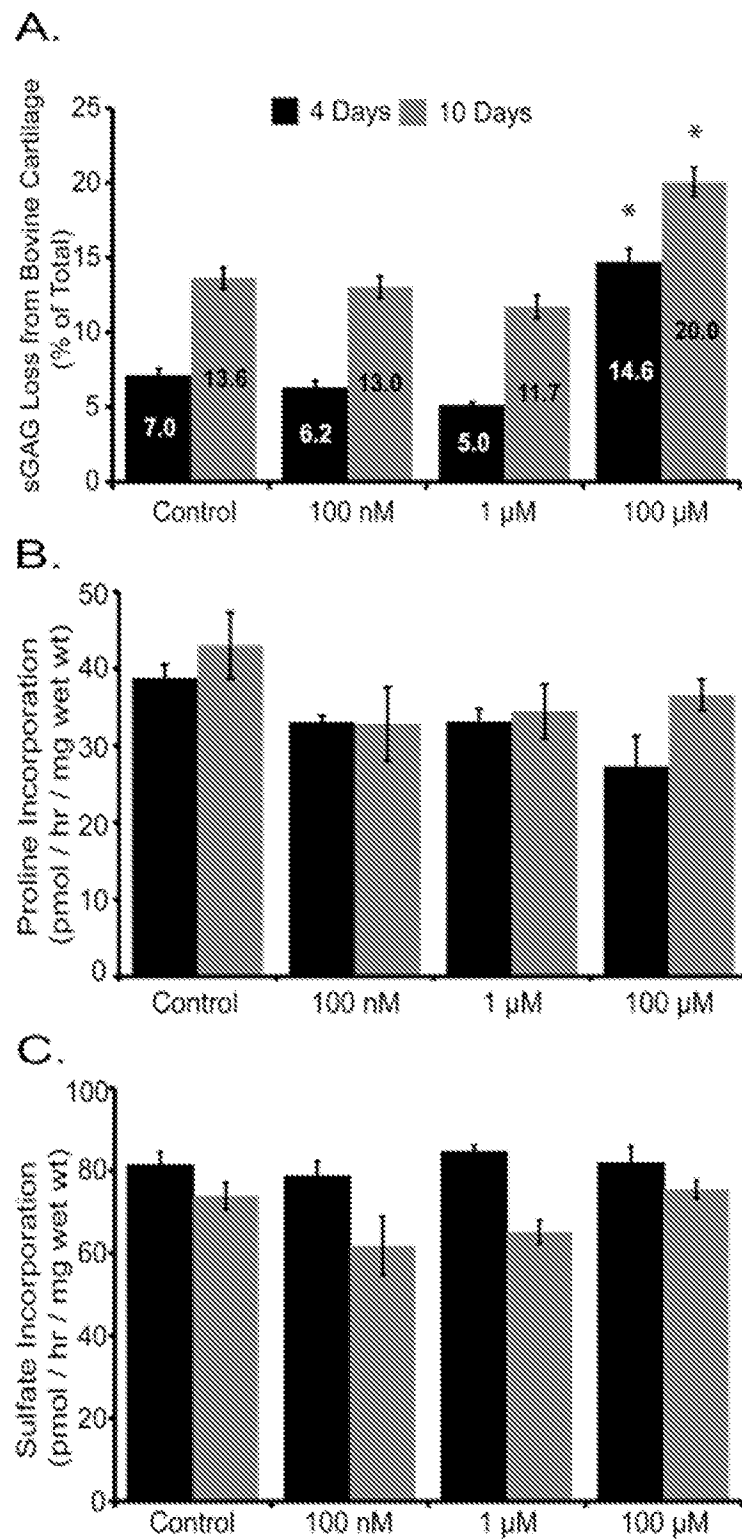 A.
sGAG Loss from Bovine Cartilage
(% of Total)
25
20
15
10
5
0
4 Days
10 Days
*
*
7.0
13.6
6.2
13.0
5.0
11.7
14.6
20.0
Control
100 nM
1 µM
100 µM
B.
Proline Incorporation
(pmol / hr / mg wet wt)
50
40
30
20
10
0
Control
100 nM
1 µM
100 µM
C.
Sulfate Incorporation
(pmol / hr / mg wet wt)
100
80
60
40
20
0
Control
100 nM
1 µM
100 µM